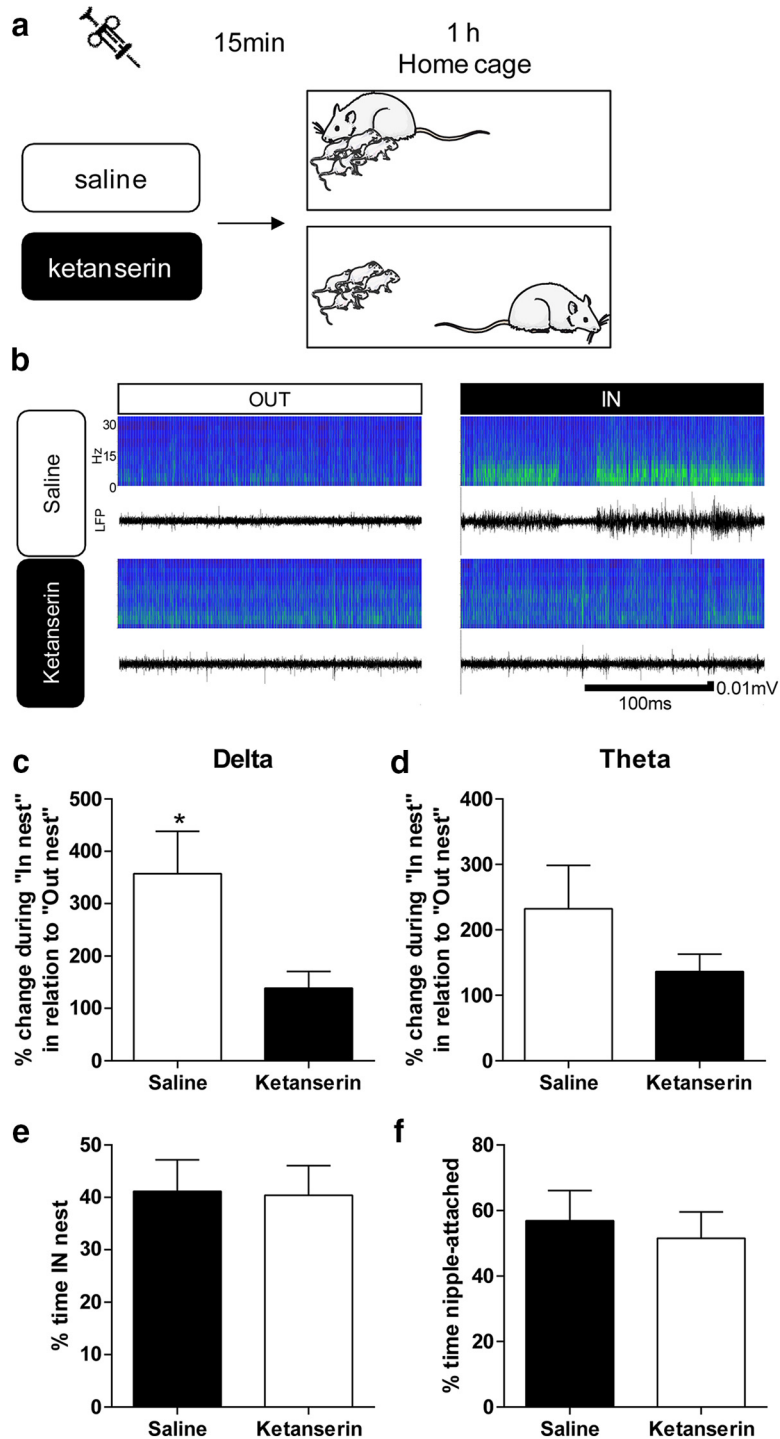 a
15min
1 h
Home cage
saline
ketanserin
b
OUT
IN
Saline
30
15
0
Hz
LFP
Ketanserin
0.01mV
100ms
c
Delta
% change during "In nest"
in relation to "Out nest"
500
400
300
200
100
0
*
Saline
Ketanserin
d
Theta
% change during "In nest"
in relation to "Out nest"
400
300
200
100
0
Saline
Ketanserin
e
% time IN nest
50
40
30
20
10
0
Saline
Ketanserin
f
% time nipple-attached
80
60
40
20
0
Saline
Ketanserin